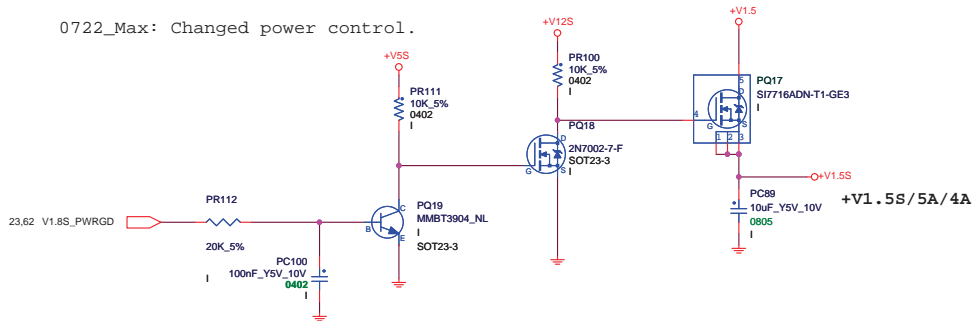 0722_Max: Changed power control.
+V5S
PR111
10K_5%
0402
+V12S
PR100
10K_5%
0402
+V1.5
5
D
4
G
S
1 2 3
PQ17
SI7716ADN-T1-GE3
I
D
G
S
PQ18
2N7002-7-F
SOT23-3
I
+V1.5S
+V1.5S/5A/4A
PC89
10uF_Y5V_10V
0805
I
23,62 V1.8S_PWRGD
PR112
20K_5%
I
C
B
E
PQ19
MMBT3904_NL
I
SOT23-3
PC100
100nF_Y5V_10V
0402
I